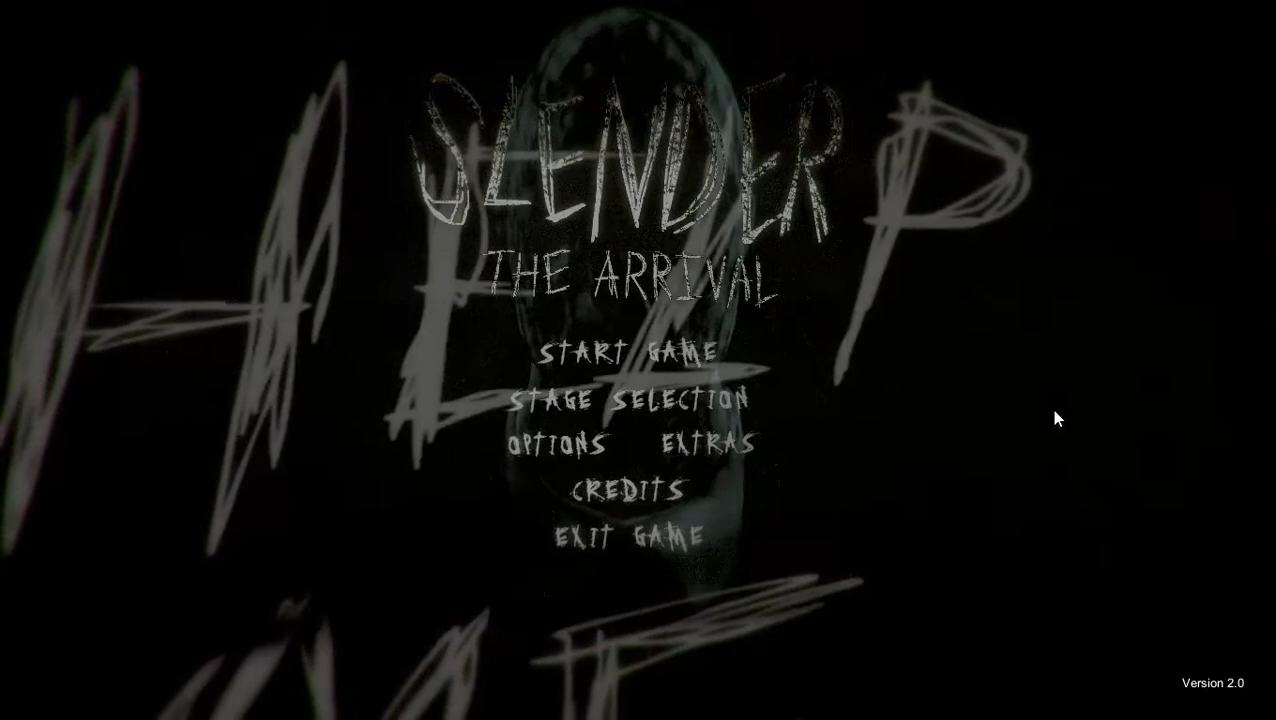 HELP
SLENDER
THE ARRIVAL
START GAME
STAGE SELECTION
OPTIONS EXTRAS
CREDITS
EXIT GAME
Version 2.0